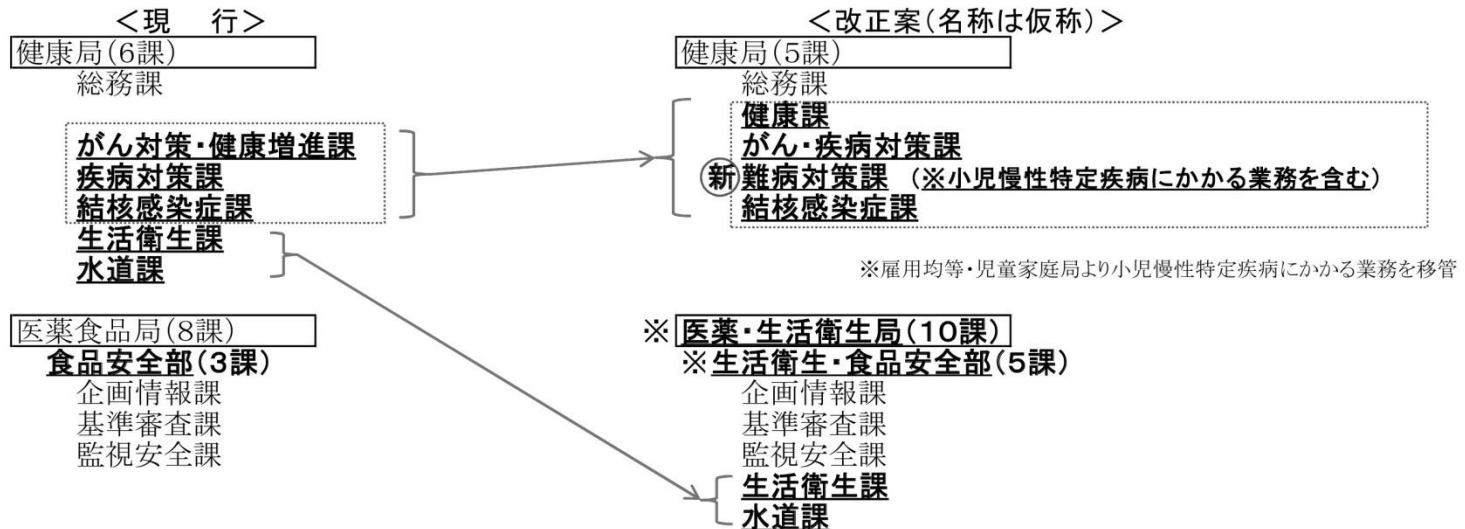 ＜現　行＞
健康局(6課)
総務課
がん対策・健康増進課
疾病対策課
結核感染症課
生活衛生課
水道課
医薬食品局(8課)
食品安全部(3課)
企画情報課
基準審査課
監視安全課
＜改正案(名称は仮称)＞
健康局(5課)
総務課
健康課
がん・疾病対策課
新 難病対策課 (※小児慢性特定疾病にかかる業務を含む)
結核感染症課
※雇用均等・児童家庭局より小児慢性特定疾病にかかる業務を移管
※ 医薬・生活衛生局(10課)
※生活衛生・食品安全部(5課)
企画情報課
基準審査課
監視安全課
生活衛生課
水道課